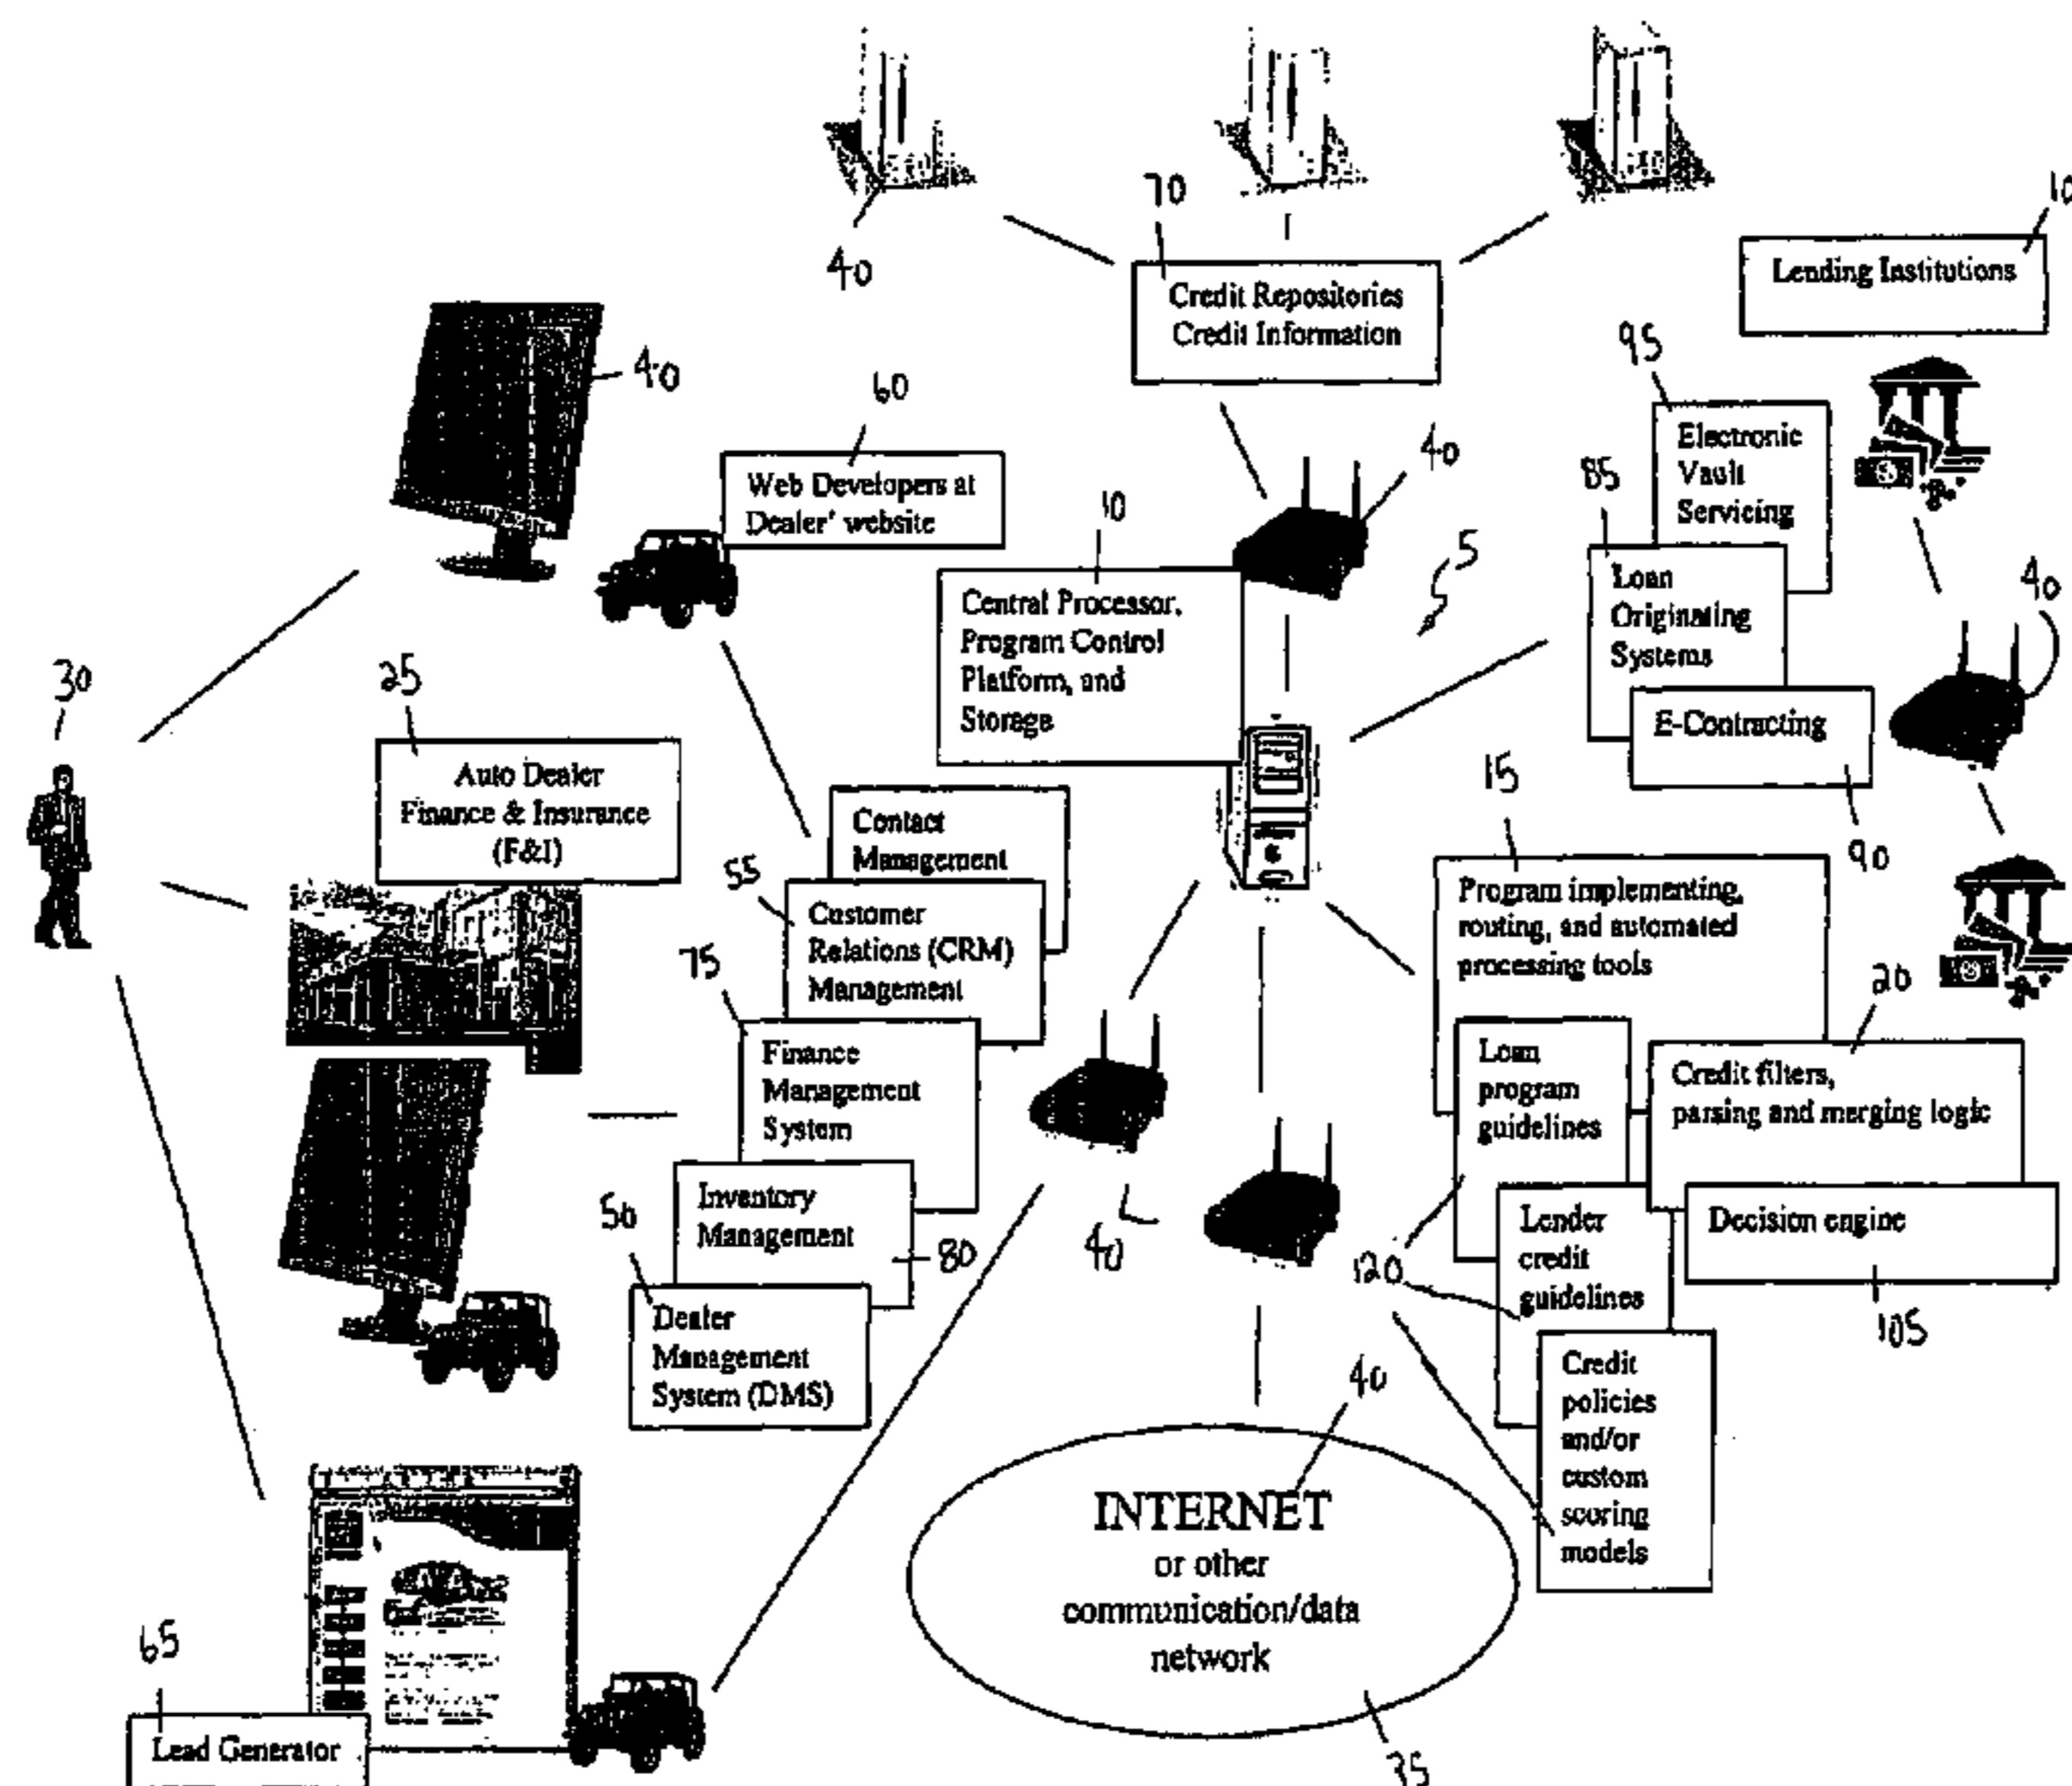 40
70
Credit Repositories
Credit Information
10
Lending Institutions
40
60
Web Developers at
Dealer' website
40
95
Electronic
Vault
Servicing
85
Loan
Originating
Systems
E-Contracting
90
40
10
Central Processor,
Program Control
Platform, and
Storage
5
30
25
Auto Dealer
Finance & Insurance
(F&I)
Contact
Management
55
Customer
Relations (CRM)
Management
75
Finance
Management
System
Inventory
Management
80
50
Dealer
Management
System (DMS)
40
15
Program implementing,
routing, and automated
processing tools
20
Loan
program
guidelines
Credit filters,
parsing and merging logic
120
Lender
credit
guidelines
Decision engine
105
Credit
policies
and/or
custom
scoring
models
40
INTERNET
or other
communication/data
network
35
65
Lead Generator